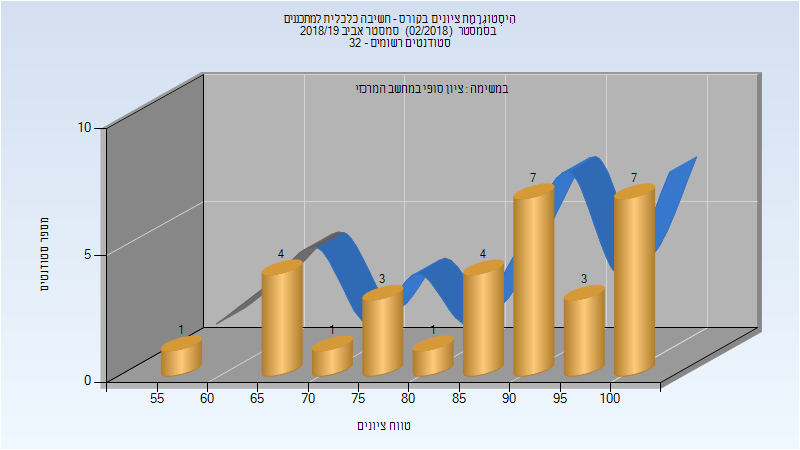 היסטוגרמת ציונים בקורס - חשיבה כלכלית למתכננים
בסמסטר (02/2018) סמסטר אביב 2018/19
סטודנטים רשומים - 32
במשימה : ציון סופי במחשב המרכזי
מספר סטודנטים
10
5
0
1
4
1
3
1
4
7
3
7
55 60 65 70 75 80 85 90 95 100
טווח ציונים